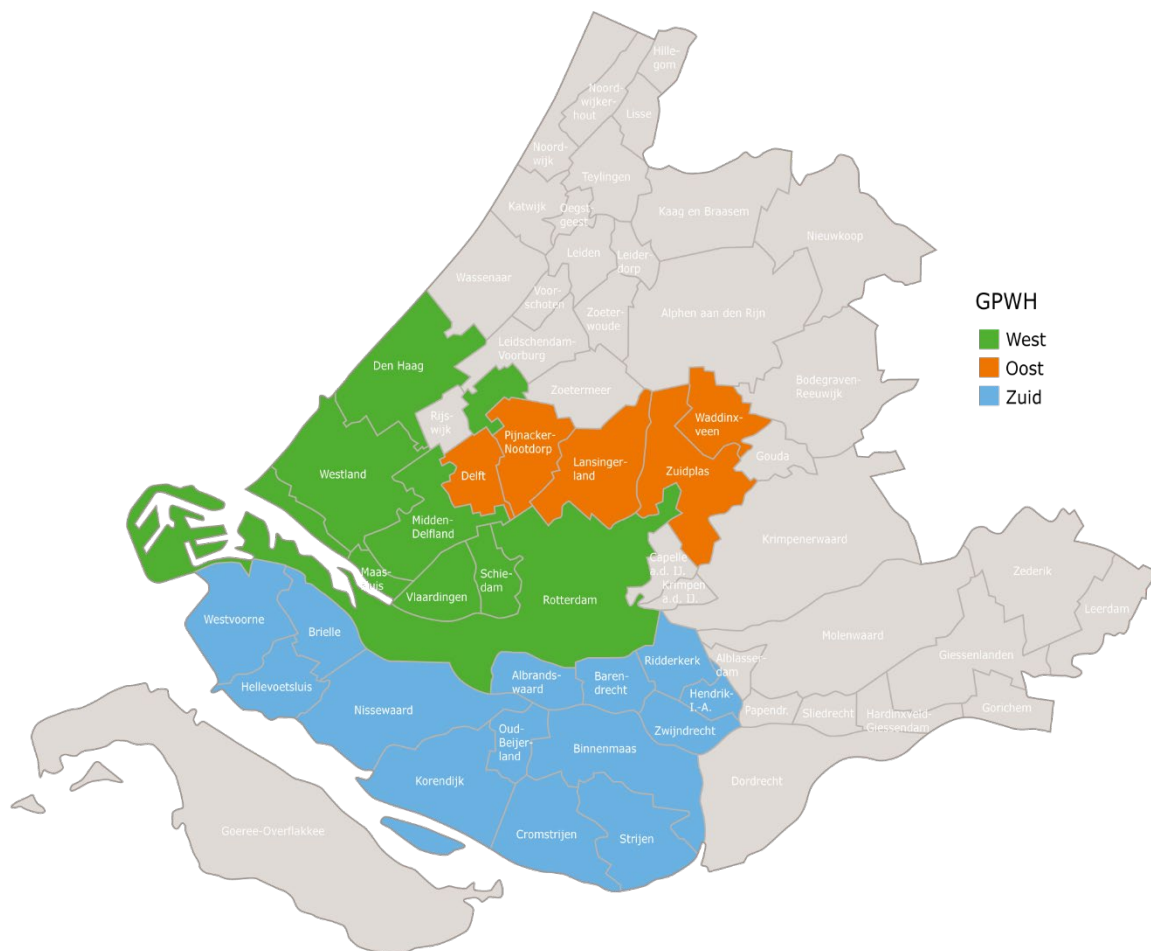 Hille-
gom
Noord-
wijker-
hout
Lisse
Noord-
wijk
Teylingen
Katwijk
Oegst-
geest
Kaag en Braasem
Nieuwkoop
Leiden
Leider-
dorp
Wassenaar
Voor-
schoten
Zoeter-
woude
Alphen aan den Rijn
GPWH
West
Oost
Zuid
Leidschendam-
Voorburg
Den Haag
Zoetermeer
Bodegraven-
Reeuwijk
Rijs-
wijk
Waddinx-
veen
Pijnacker-
Nootdorp
Gouda
Westland
Delft
Lansinger-
land
Zuidplas
Midden-
Delfland
Krimpenerwaard
Capelle
a.d. IJ.
Zederik
Maas-
sluis
Schie-
dam
Vlaardingen
Rotterdam
Krimpen
a.d. IJ.
Leerdam
Westvoorne
Brielle
Molenwaard
Giessenlanden
Ridderkerk
Alblasser-
dam
Albrands-
waard
Baren-
drecht
Hellevoetsluis
Hendrik-
I.-A.
Nissewaard
Papendr.
Sliedrecht
Hardinxveld-
Giessendam
Gorichem
Zwijndrecht
Oud-
Beijer-
land
Binnenmaas
Korendijk
Dordrecht
Goeree-Overflakkee
Cromstrijen
Strijen